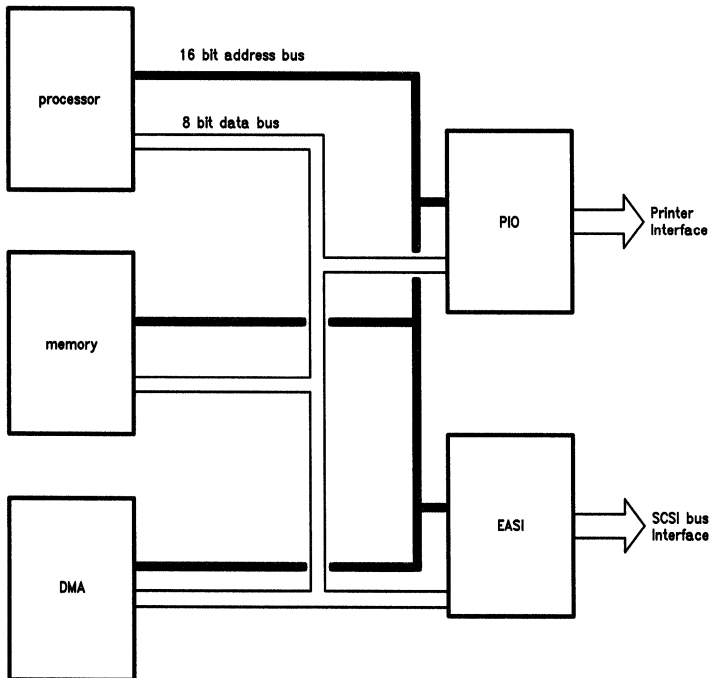 16 bit address bus
processor
8 bit data bus
PIO
Printer
Interface
memory
EASI
SCSI bus
Interface
DMA